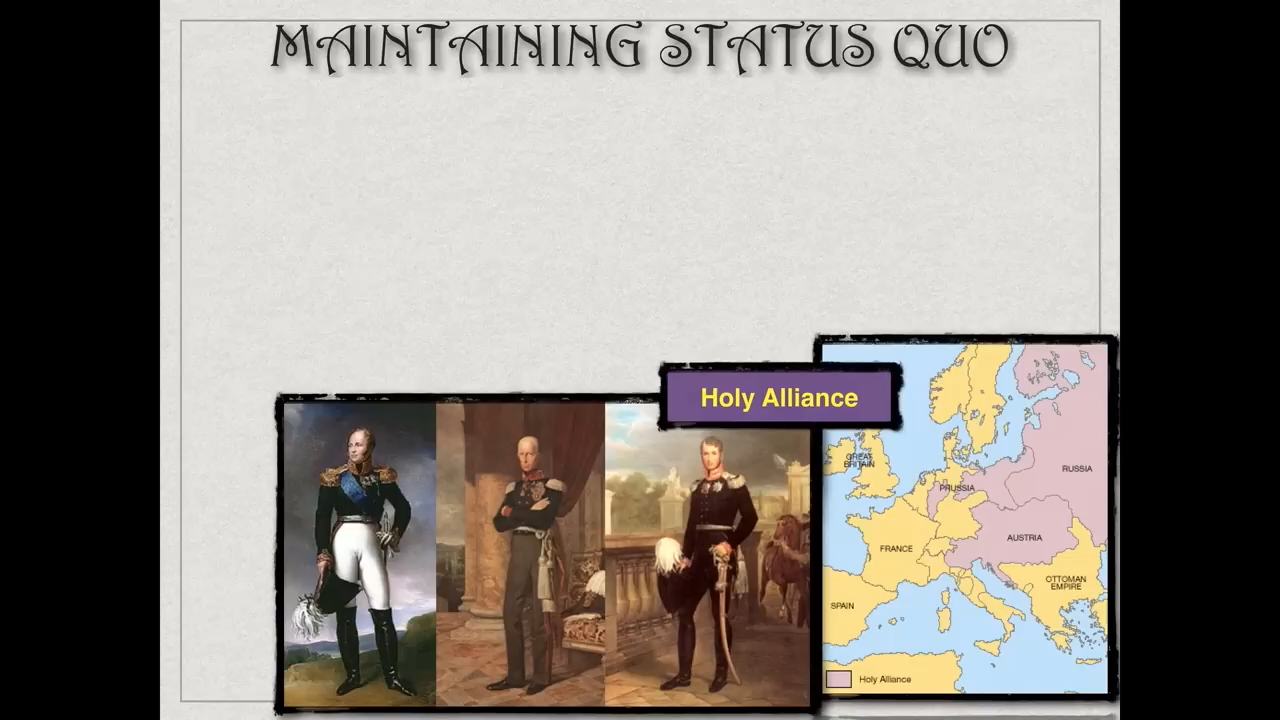 MAINTAINING STATUS QUO
Holy Alliance
GREAT
BRITAIN
RUSSIA
PRUSSIA
AUSTRIA
FRANCE
OTTOMAN
EMPIRE
SPAIN
Holy Alliance